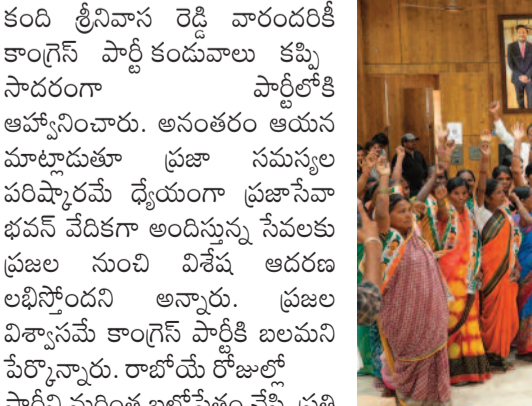 కంది శ్రీనివాస రెడ్డి వారందరికీ
కాంగ్రెస్ పార్టీ కండువాలు కప్పి
సాదరంగా పార్టీలోకి
ఆహ్వానించారు. అనంతరం ఆయన
మాట్లాడుతూ ప్రజా సమస్యల
పరిష్కారమే ధ్యేయంగా ప్రజాసేవా
భవన్ వేదికగా అందిస్తున్న సేవలకు
ప్రజల నుంచి విశేష ఆదరణ
లభిస్తోందని అన్నారు. ప్రజల
విశ్వాసమే కాంగ్రెస్ పార్టీకి బలమని
పేర్కొన్నారు. రాబోయే రోజుల్లో